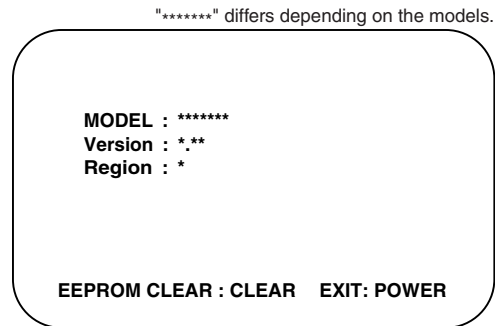 "*******" differs depending on the models.
MODEL : *******
Version : *.**
Region : *
EEPROM CLEAR : CLEAR EXIT: POWER